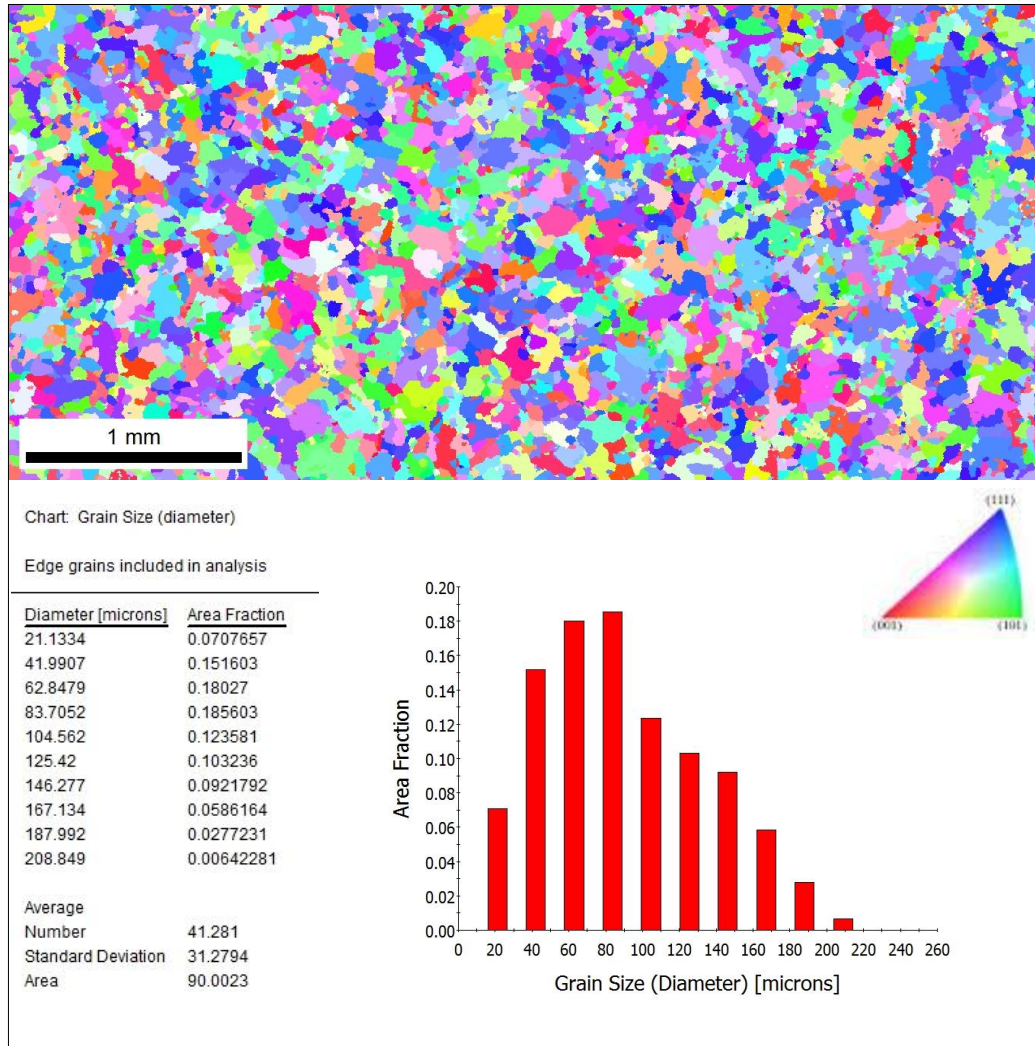 1 mm
Chart: Grain Size (diameter)
Edge grains included in analysis
Diameter [microns] Area Fraction
21.1334 0.0707657
41.9907 0.151603
62.8479 0.18027
83.7052 0.185603
104.562 0.123581
125.42 0.103236
146.277 0.0921792
167.134 0.0586164
187.992 0.0277231
208.849 0.00642281
Average
Number 41.281
Standard Deviation 31.2794
Area 90.0023
Area Fraction
0.20
0.18
0.16
0.14
0.12
0.10
0.08
0.06
0.04
0.02
0.00
0 20 40 60 80 100 120 140 160 180 200 220 240 260
Grain Size (Diameter) [microns]
(111)
(001) (101)